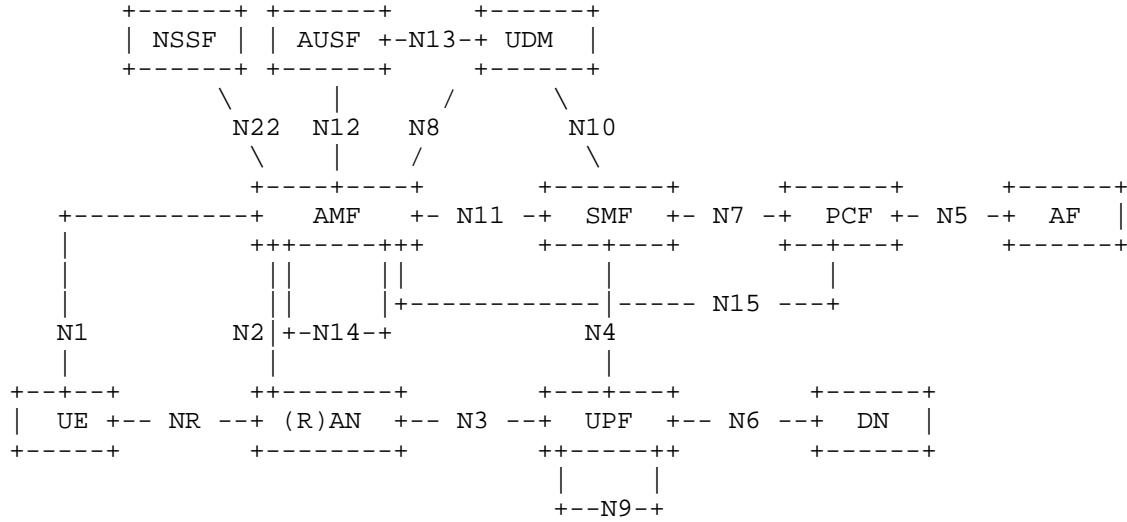 NSSF AUSF N13 UDM
N22 N12 N8 N10
AMF N11 SMF N7 PCF N5 AF
N15
N1 N2 N14 N4
UE NR (R)AN N3 UPF N6 DN
N9